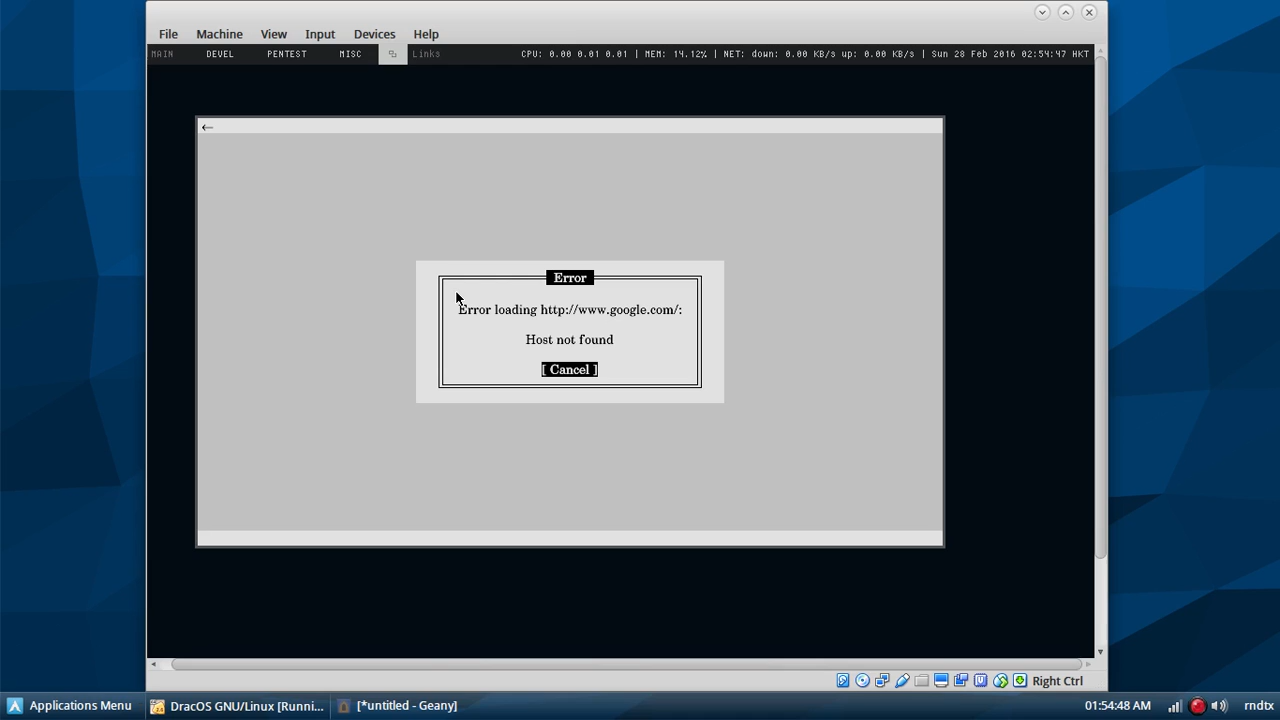 File Machine View Input Devices Help
MAIN DEVEL PENTEST MISC Links CPU: 0.00 0.01 0.01 | MEM: 14.12% | NET: down: 0.00 KB/s up: 0.00 KB/s | Sun 28 Feb 2016 02:54:47 HKT
Error
Error loading http://www.google.com/:
Host not found
[ Cancel ]
Right Ctrl
Applications Menu DracOS GNU/Linux [Runni... [*untitled - Geany] 01:54:48 AM rndtx